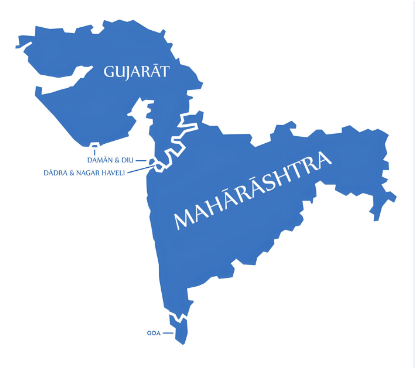 GUJARĀT
DAMĀN & DIU
DĀDRA & NAGAR HAVELI
MAHĀRĀSHTRA
GOA